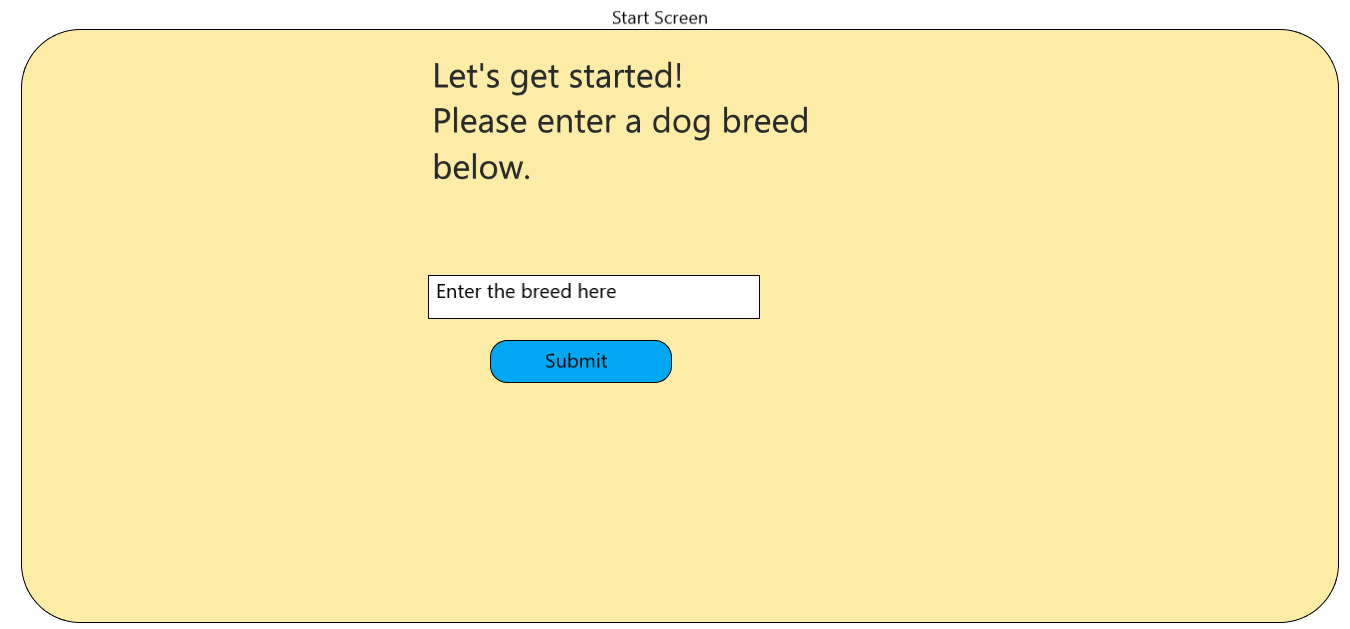 Start Screen
Let's get started!
Please enter a dog breed
below.
Enter the breed here
Submit